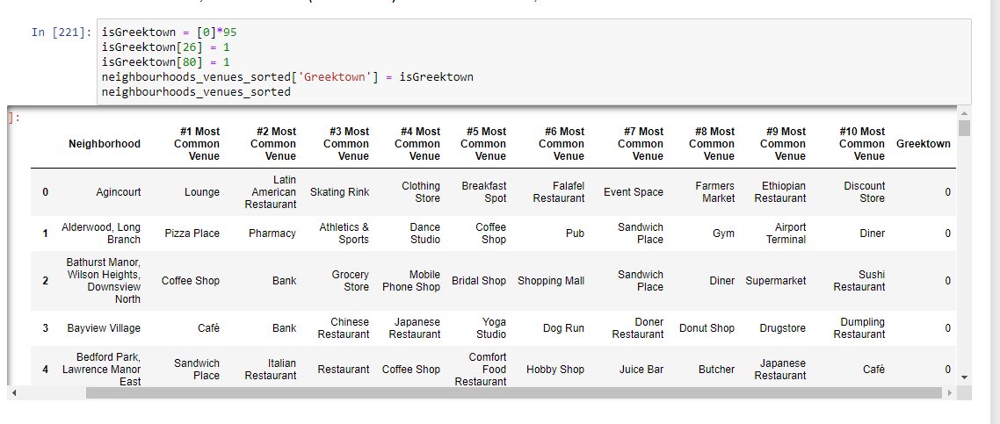 In [221]: isGreektown = [0]*95
isGreektown[26] = 1
isGreektown[80] = 1
neighbourhoods_venues_sorted['Greektown'] = isGreektown
neighbourhoods_venues_sorted
]:
Neighborhood #1 Most Common Venue #2 Most Common Venue #3 Most Common Venue #4 Most Common Venue #5 Most Common Venue #6 Most Common Venue #7 Most Common Venue #8 Most Common Venue #9 Most Common Venue #10 Most Common Venue Greektown
0 Agincourt Lounge Latin American Restaurant Skating Rink Clothing Store Breakfast Spot Falafel Restaurant Event Space Farmers Market Ethiopian Restaurant Discount Store 0
1 Alderwood, Long Branch Pizza Place Pharmacy Athletics & Sports Dance Studio Coffee Shop Pub Sandwich Place Gym Airport Terminal Diner 0
2 Bathurst Manor, Wilson Heights, Downsview North Coffee Shop Bank Grocery Store Mobile Phone Shop Bridal Shop Shopping Mall Sandwich Place Diner Supermarket Sushi Restaurant 0
3 Bayview Village Café Bank Chinese Restaurant Japanese Restaurant Yoga Studio Dog Run Doner Restaurant Donut Shop Drugstore Dumpling Restaurant 0
4 Bedford Park, Lawrence Manor East Sandwich Place Italian Restaurant Restaurant Coffee Shop Comfort Food Restaurant Hobby Shop Juice Bar Butcher Japanese Restaurant Café 0